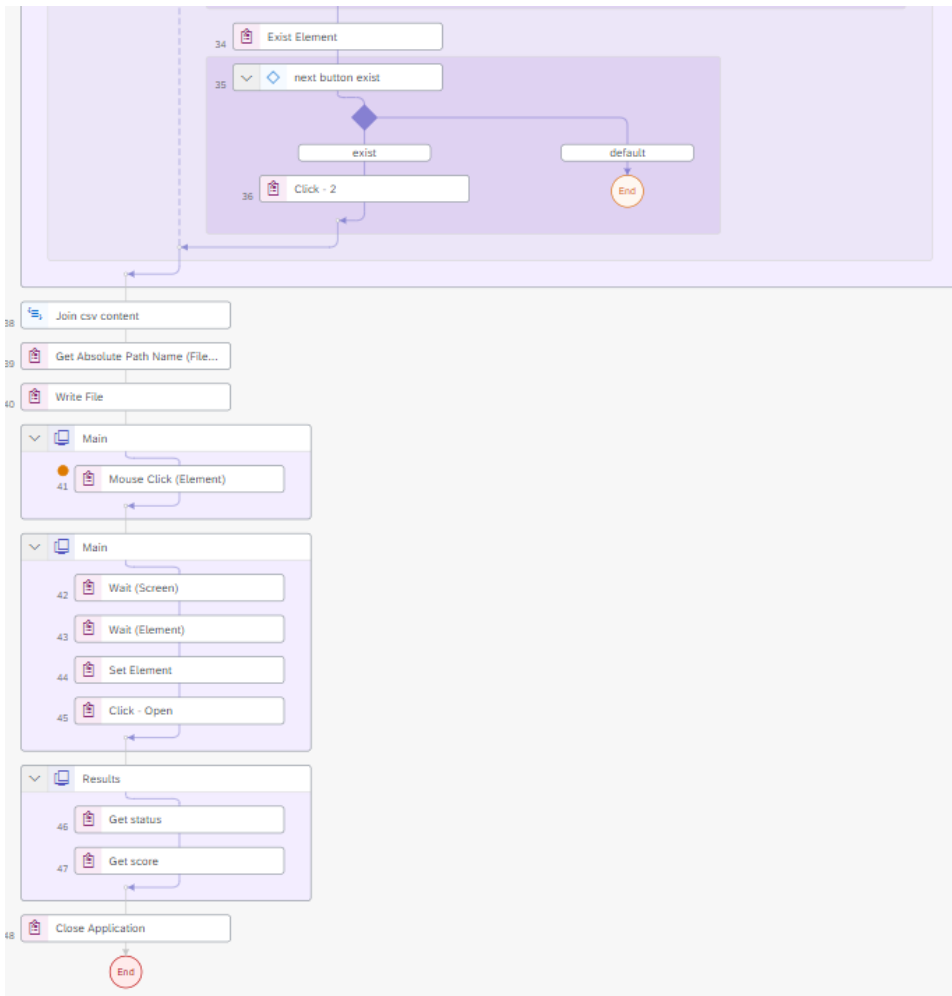 34 Exist Element
35 next button exist
exist
default
36 Click - 2
End
38 Join csv content
39 Get Absolute Path Name (File...
40 Write File
Main
41 Mouse Click (Element)
Main
42 Wait (Screen)
43 Wait (Element)
44 Set Element
45 Click - Open
Results
46 Get status
47 Get score
48 Close Application
End